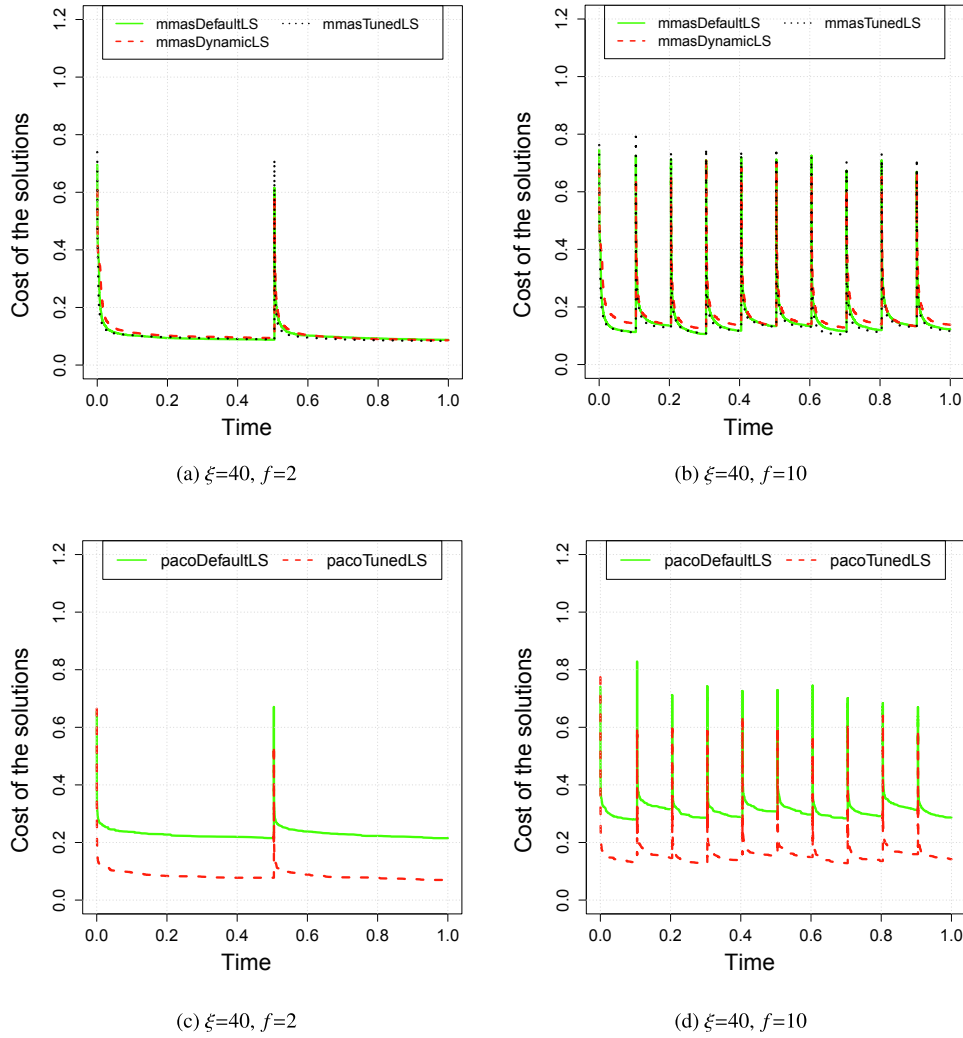 mmasDefaultLS mmasTunedLS
mmasDynamicLS
Cost of the solutions
1.2
1.0
0.8
0.6
0.4
0.2
0.0
0.0 0.2 0.4 0.6 0.8 1.0
Time
(a) ξ=40, f=2
mmasDefaultLS mmasTunedLS
mmasDynamicLS
Cost of the solutions
1.2
1.0
0.8
0.6
0.4
0.2
0.0
0.0 0.2 0.4 0.6 0.8 1.0
Time
(b) ξ=40, f=10
pacoDefaultLS pacoTunedLS
Cost of the solutions
1.2
1.0
0.8
0.6
0.4
0.2
0.0
0.0 0.2 0.4 0.6 0.8 1.0
Time
(c) ξ=40, f=2
pacoDefaultLS pacoTunedLS
Cost of the solutions
1.2
1.0
0.8
0.6
0.4
0.2
0.0
0.0 0.2 0.4 0.6 0.8 1.0
Time
(d) ξ=40, f=10